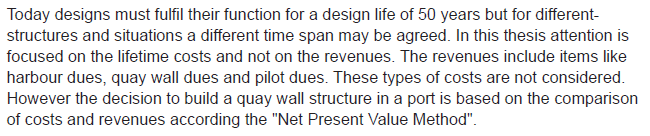 Today designs must fulfil their function for a design life of 50 years but for different-
structures and situations a different time span may be agreed. In this thesis attention is
focused on the lifetime costs and not on the revenues. The revenues include items like
harbour dues, quay wall dues and pilot dues. These types of costs are not considered.
However the decision to build a quay wall structure in a port is based on the comparison
of costs and revenues according the "Net Present Value Method".